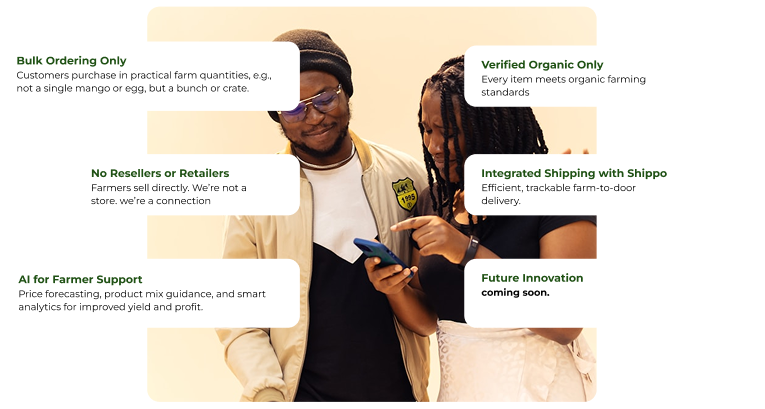 Bulk Ordering Only
Customers purchase in practical farm quantities, e.g.,
not a single mango or egg, but a bunch or crate.
Verified Organic Only
Every item meets organic farming
standards
No Resellers or Retailers
Farmers sell directly. We're not a
store. we're a connection
Integrated Shipping with Shippo
Efficient, trackable farm-to-door
delivery.
1995
AI for Farmer Support
Price forecasting, product mix guidance, and smart
analytics for improved yield and profit.
Future Innovation
coming soon.